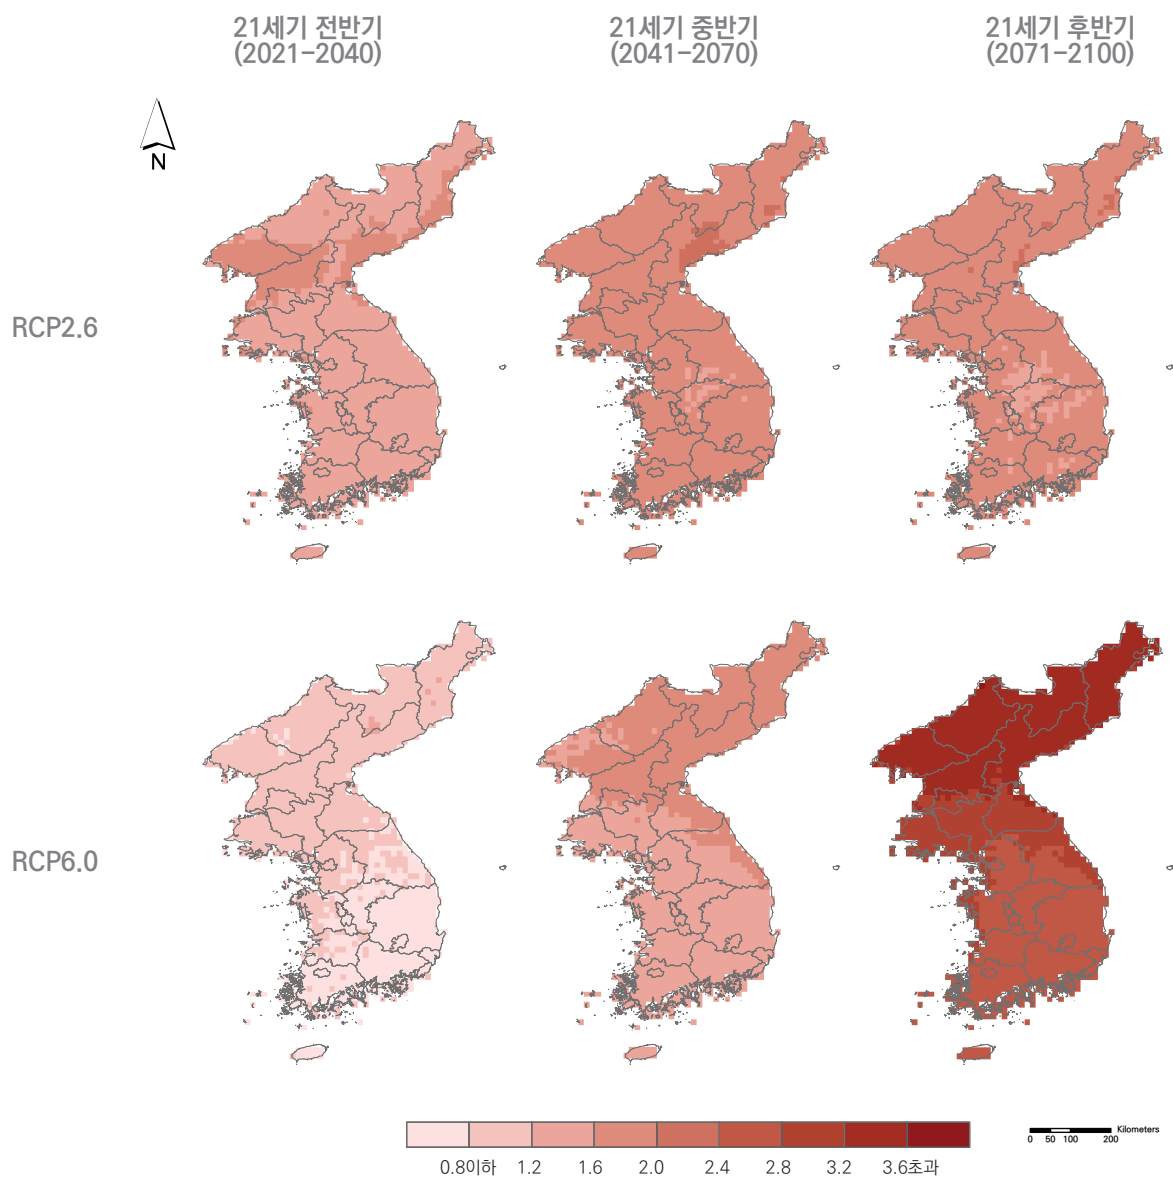 21세기 전반기
(2021-2040)
21세기 중반기
(2041-2070)
21세기 후반기
(2071-2100)
N
RCP2.6
RCP6.0
0.8이하 1.2 1.6 2.0 2.4 2.8 3.2 3.6초과
Kilometers
0 50 100 200